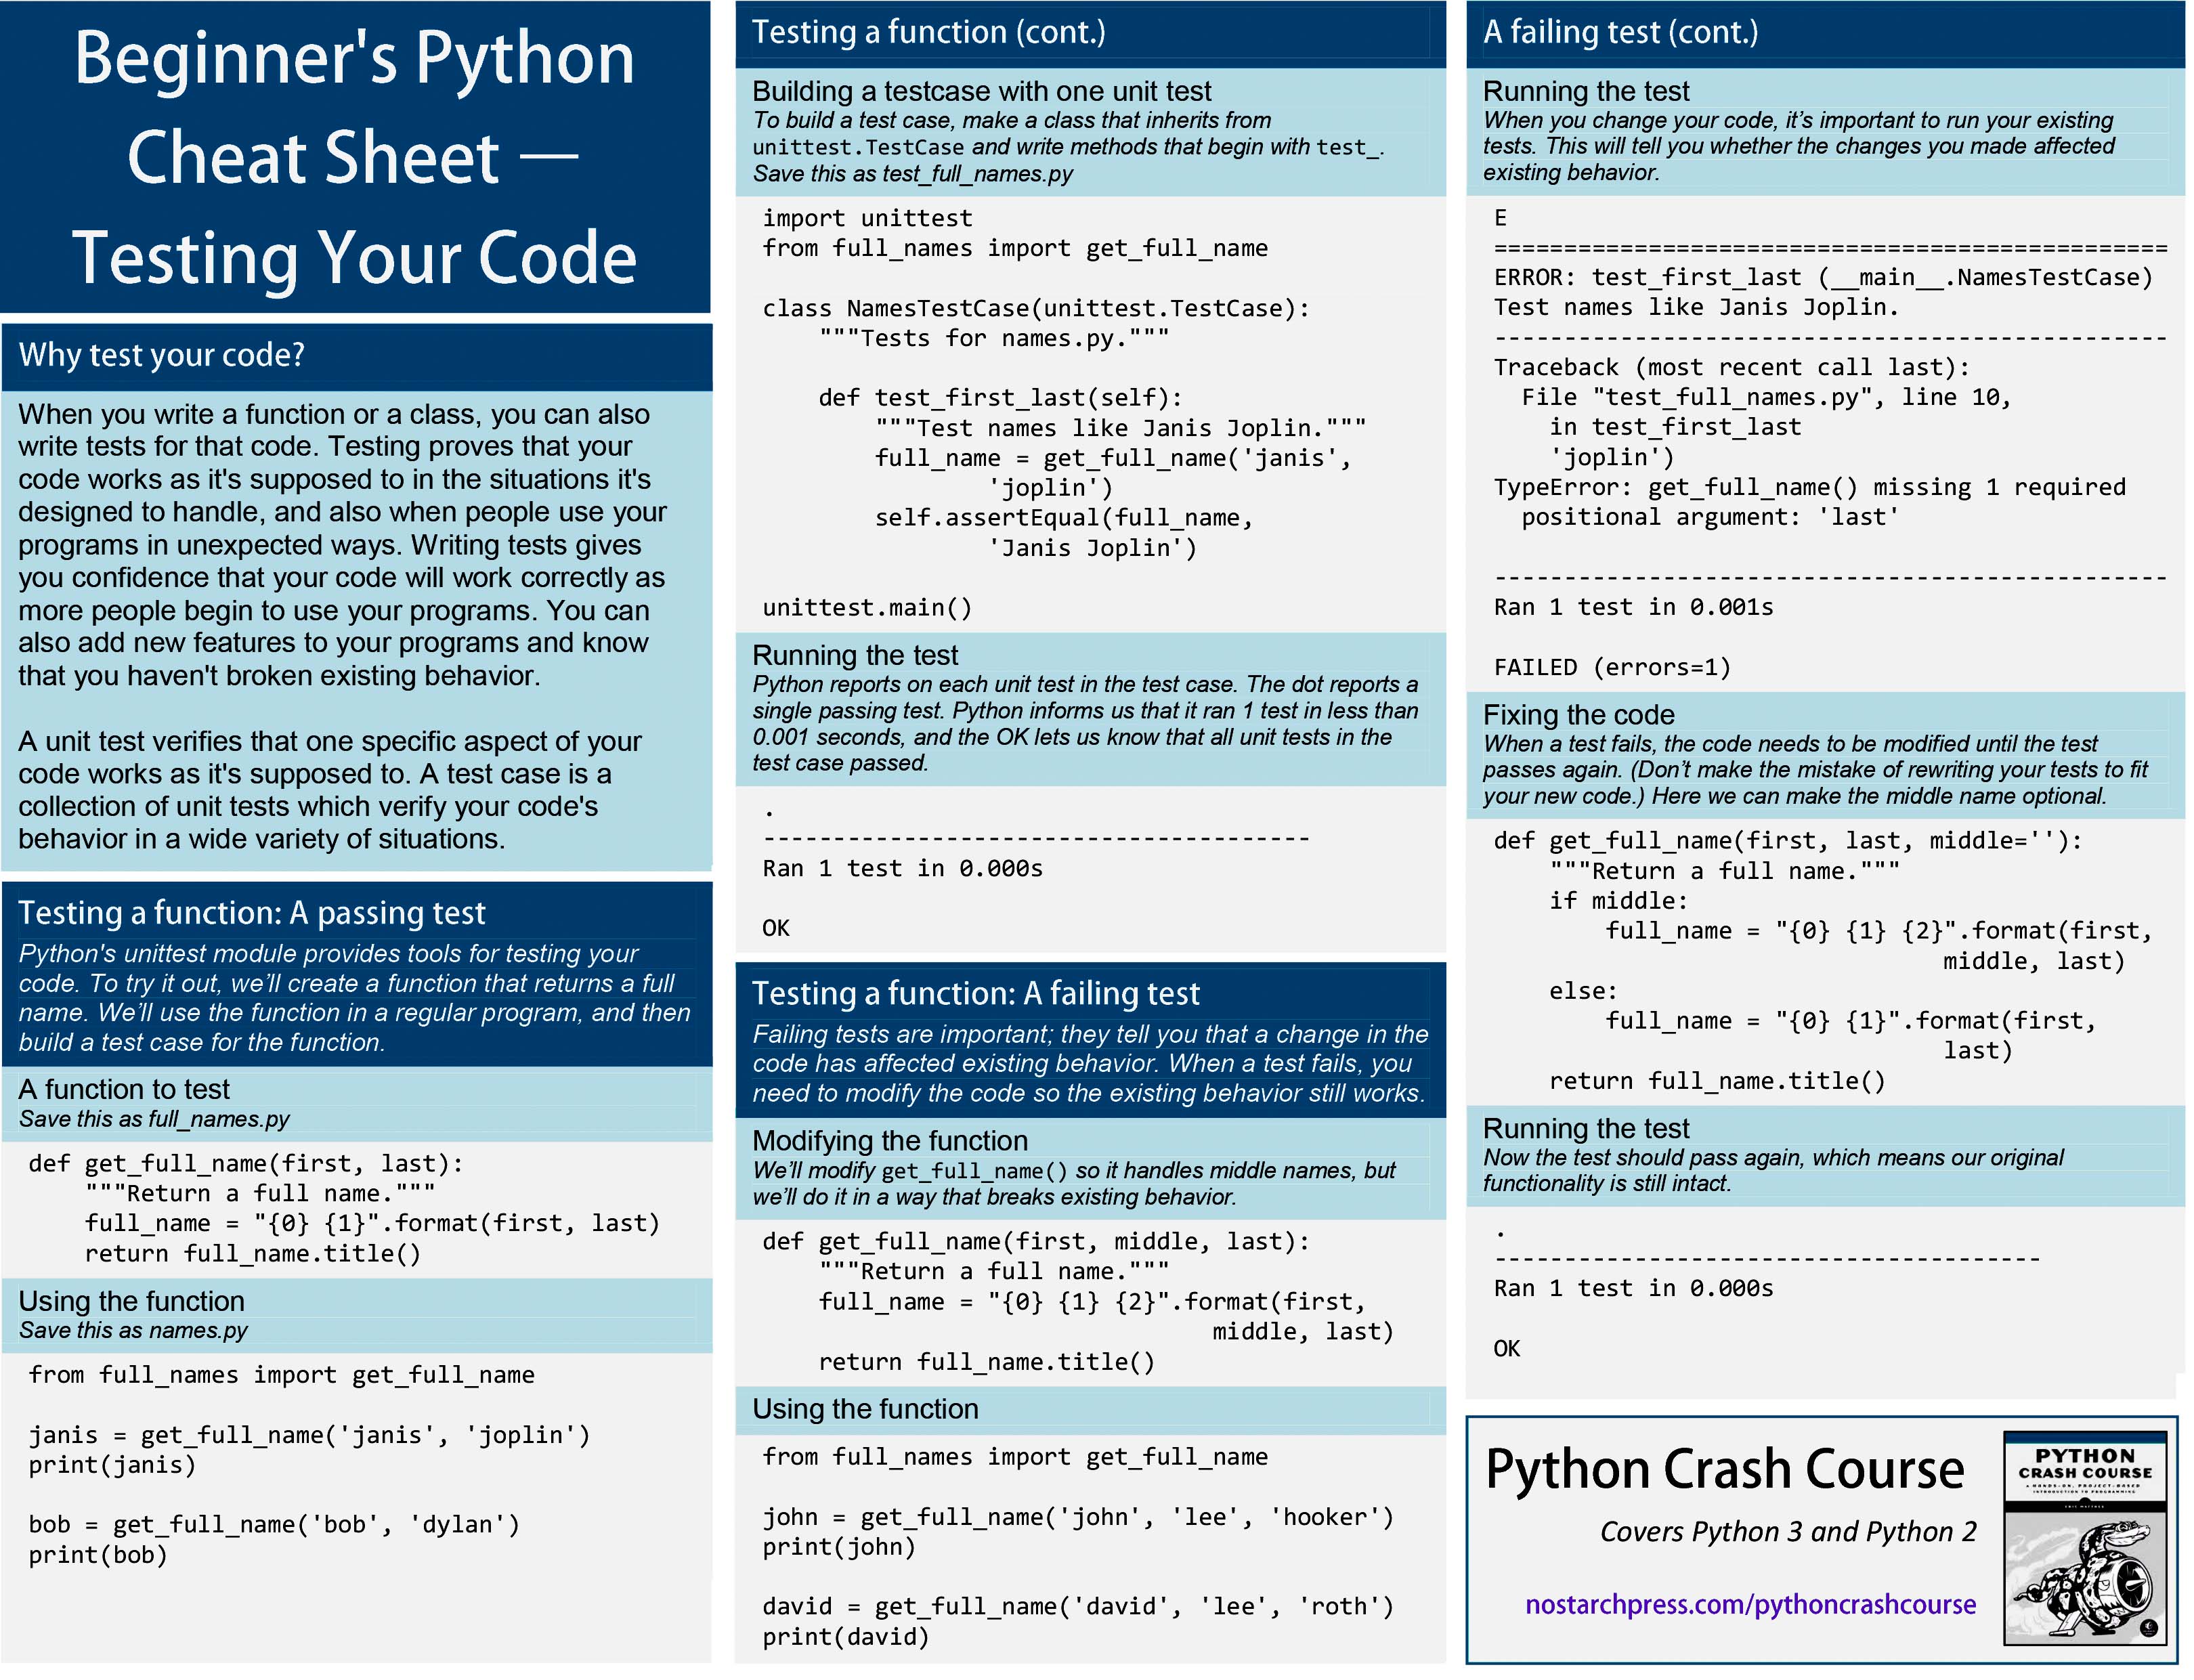 Beginner's Python
Cheat Sheet —
Testing Your Code
Why test your code?
When you write a function or a class, you can also
write tests for that code. Testing proves that your
code works as it's supposed to in the situations it's
designed to handle, and also when people use your
programs in unexpected ways. Writing tests gives
you confidence that your code will work correctly as
more people begin to use your programs. You can
also add new features to your programs and know
that you haven't broken existing behavior.
A unit test verifies that one specific aspect of your
code works as it's supposed to. A test case is a
collection of unit tests which verify your code's
behavior in a wide variety of situations.
Testing a function: A passing test
Python's unittest module provides tools for testing your
code. To try it out, we’ll create a function that returns a full
name. We’ll use the function in a regular program, and then
build a test case for the function.
A function to test
Save this as full_names.py
def get_full_name(first, last):
    """Return a full name."""
    full_name = "{0} {1}".format(first, last)
    return full_name.title()
Using the function
Save this as names.py
from full_names import get_full_name
janis = get_full_name('janis', 'joplin')
print(janis)
bob = get_full_name('bob', 'dylan')
print(bob)
Testing a function (cont.)
Building a testcase with one unit test
To build a test case, make a class that inherits from
unittest.TestCase and write methods that begin with test_.
Save this as test_full_names.py
import unittest
from full_names import get_full_name
class NamesTestCase(unittest.TestCase):
    """Tests for names.py."""
    def test_first_last(self):
        """Test names like Janis Joplin."""
        full_name = get_full_name('janis',
                'joplin')
        self.assertEqual(full_name,
                'Janis Joplin')
unittest.main()
Running the test
Python reports on each unit test in the test case. The dot reports a
single passing test. Python informs us that it ran 1 test in less than
0.001 seconds, and the OK lets us know that all unit tests in the
test case passed.
.
---------------------------------------
Ran 1 test in 0.000s
OK
Testing a function: A failing test
Failing tests are important; they tell you that a change in the
code has affected existing behavior. When a test fails, you
need to modify the code so the existing behavior still works.
Modifying the function
We’ll modify get_full_name() so it handles middle names, but
we’ll do it in a way that breaks existing behavior.
def get_full_name(first, middle, last):
    """Return a full name."""
    full_name = "{0} {1} {2}".format(first,
                                middle, last)
    return full_name.title()
Using the function
from full_names import get_full_name
john = get_full_name('john', 'lee', 'hooker')
print(john)
david = get_full_name('david', 'lee', 'roth')
print(david)
A failing test (cont.)
Running the test
When you change your code, it’s important to run your existing
tests. This will tell you whether the changes you made affected
existing behavior.
E
================================================
ERROR: test_first_last (__main__.NamesTestCase)
Test names like Janis Joplin.
------------------------------------------------
Traceback (most recent call last):
  File "test_full_names.py", line 10,
    in test_first_last
    'joplin')
TypeError: get_full_name() missing 1 required
  positional argument: 'last'
------------------------------------------------
Ran 1 test in 0.001s
FAILED (errors=1)
Fixing the code
When a test fails, the code needs to be modified until the test
passes again. (Don’t make the mistake of rewriting your tests to fit
your new code.) Here we can make the middle name optional.
def get_full_name(first, last, middle=''):
    """Return a full name."""
    if middle:
        full_name = "{0} {1} {2}".format(first,
                                middle, last)
    else:
        full_name = "{0} {1}".format(first,
                                last)
    return full_name.title()
Running the test
Now the test should pass again, which means our original
functionality is still intact.
.
---------------------------------------
Ran 1 test in 0.000s
OK
Python Crash Course
Covers Python 3 and Python 2
nostarchpress.com/pythoncrashcourse
PYTHON
CRASH COURSE
A HANDS-ON, PROJECT-BASED
INTRODUCTION TO PROGRAMMING
ERIC MATTHES